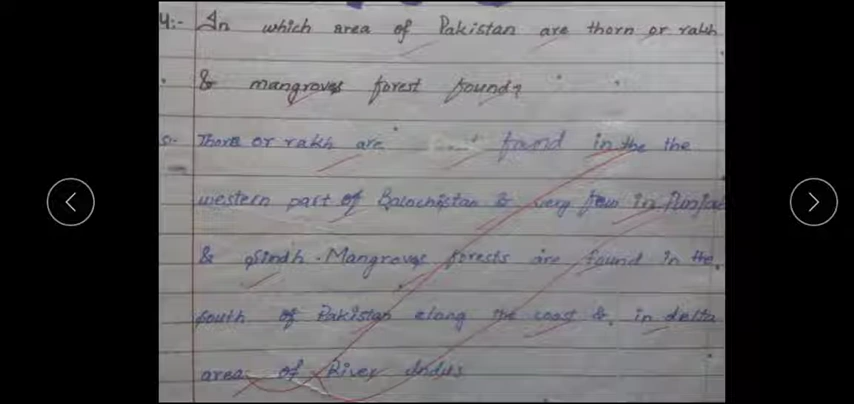 4:- In which area of Pakistan are thorn or rakh
& mangroves forest found?
Thorn or rakh are found in the the
western part of Balochistan & very few in Punjab
& Sindh. Mangroves forests are found in the
south of Pakistan along the coast & in delta
area of River Indus